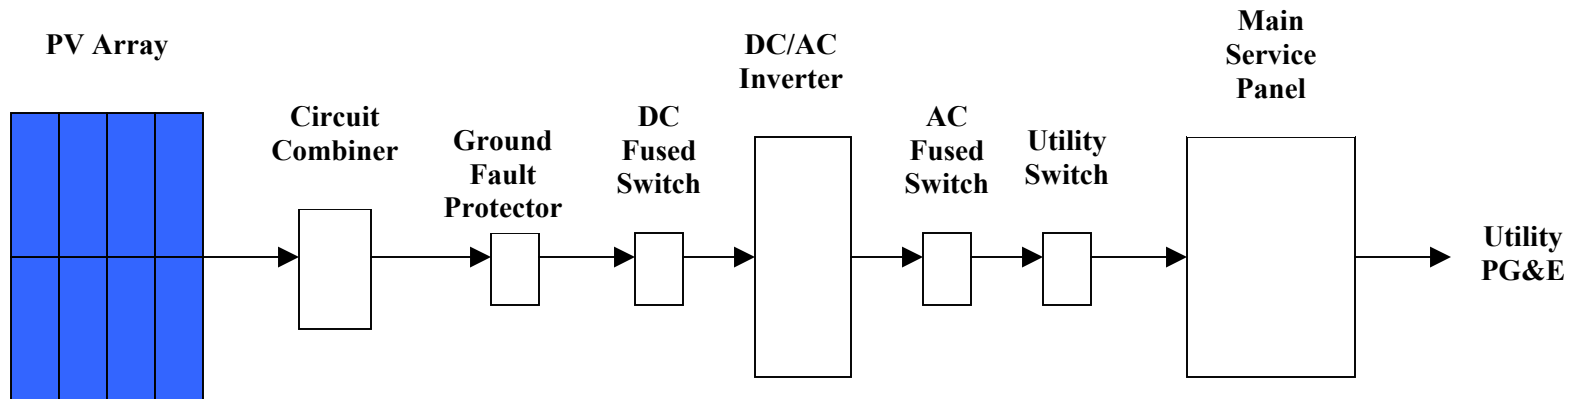 PV Array
Circuit
Combiner
Ground
Fault
Protector
DC
Fused
Switch
DC/AC
Inverter
AC
Fused
Switch
Utility
Switch
Main
Service
Panel
Utility
PG&E